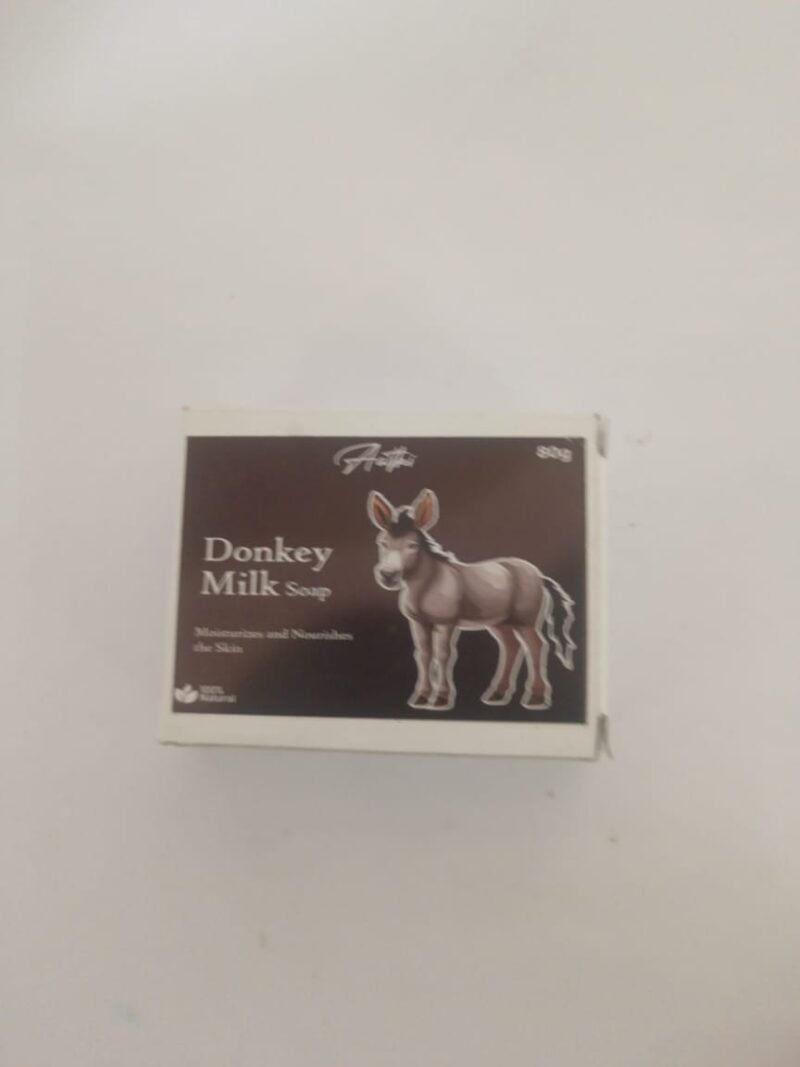 80g
Donkey
Milk Soap
Moisturizes and Nourishes
the Skin
100%
Natural